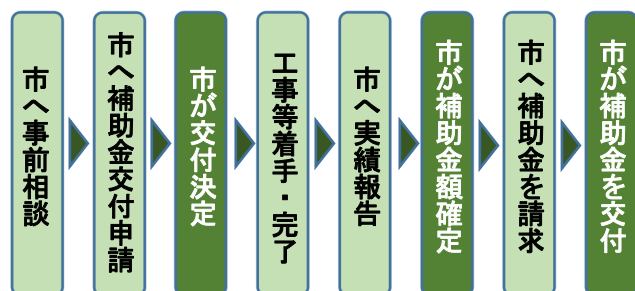 市へ事前相談
市へ補助金交付申請
市が交付決定
工事等着手・完了
市へ実績報告
市が補助金額確定
市へ補助金を請求
市が補助金を交付